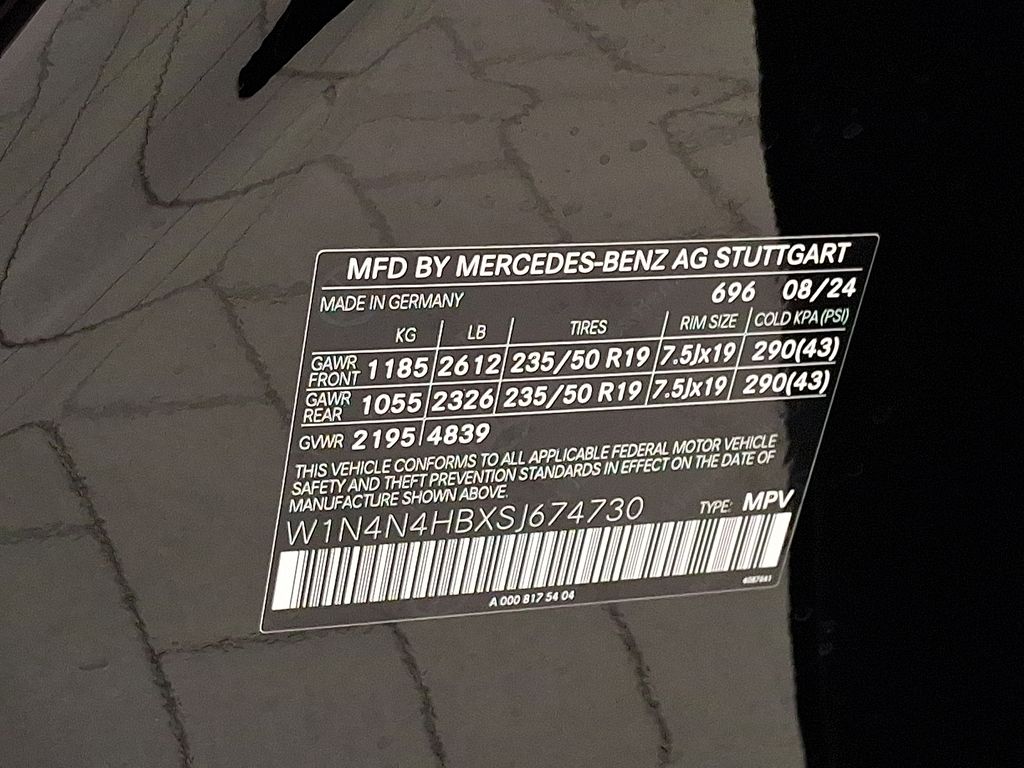 MFD BY MERCEDES-BENZ AG STUTTGART
MADE IN GERMANY 696 08/24
KG LB TIRES RIM SIZE COLD KPA (PSI)
GAWR FRONT 1185 2612 235/50 R19 7.5Jx19 290(43)
GAWR REAR 1055 2326 235/50 R19 7.5Jx19 290(43)
GVWR 2195 4839
THIS VEHICLE CONFORMS TO ALL APPLICABLE FEDERAL MOTOR VEHICLE
SAFETY AND THEFT PREVENTION STANDARDS IN EFFECT ON THE DATE OF
MANUFACTURE SHOWN ABOVE.
W1N4N4HBXSJ674730 TYPE: MPV
A 000 817 54 04